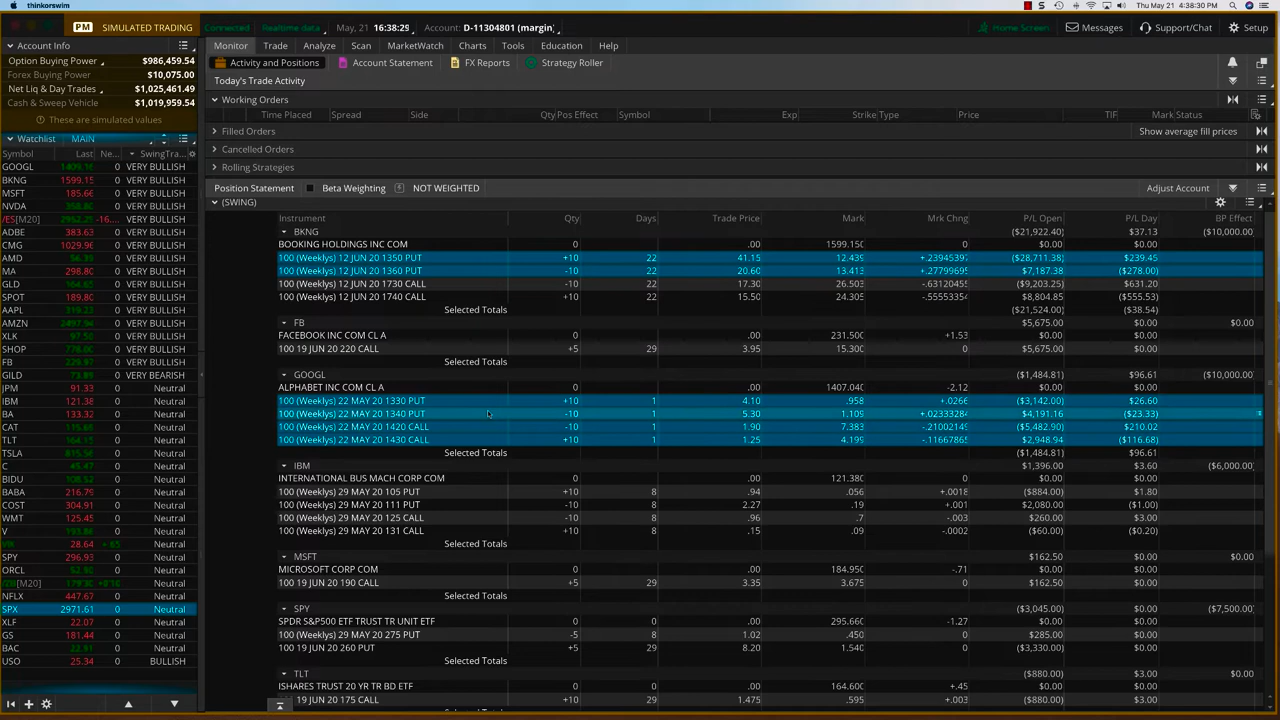 thinkorswim
Thu May 21 4:38:30 PM
PM SIMULATED TRADING Connected Realtime data May, 21 16:38:29 Account: D-11304801 (margin) Home Screen Messages Support/Chat Setup
Account Info
Option Buying Power $986,459.54
Forex Buying Power $10,075.00
Net Liq & Day Trades $1,025,461.49
Cash & Sweep Vehicle $1,019,959.54
These are simulated values
Watchlist MAIN
Symbol Last Ne... SwingTra...
GOOGL 0 VERY BULLISH
BKNG 1599.15 0 VERY BULLISH
MSFT 185.66 0 VERY BULLISH
NVDA 0 VERY BULLISH
/ES[M20] -16.... VERY BULLISH
ADBE 383.63 0 VERY BULLISH
CMG 1029.96 0 VERY BULLISH
AMD 0 VERY BULLISH
MA 298.80 0 VERY BULLISH
GLD 0 VERY BULLISH
SPOT 189.80 0 VERY BULLISH
AAPL 0 VERY BULLISH
AMZN 0 VERY BULLISH
XLK 0 VERY BULLISH
SHOP 0 VERY BULLISH
FB 0 VERY BULLISH
GILD 0 VERY BEARISH
JPM 91.33 0 Neutral
IBM 121.38 0 Neutral
BA 133.32 0 Neutral
CAT 0 Neutral
TLT 0 Neutral
TSLA 0 Neutral
C 0 Neutral
BIDU 0 Neutral
BABA 216.79 0 Neutral
COST 304.91 0 Neutral
WMT 125.45 0 Neutral
V 0 Neutral
28.64 Neutral
SPY 296.93 0 Neutral
ORCL 0 Neutral
[M20] Neutral
NFLX 447.67 0 Neutral
SPX 2971.61 0 Neutral
XLF 22.07 0 Neutral
GS 181.44 0 Neutral
BAC 0 Neutral
USO 25.34 0 BULLISH
Monitor Trade Analyze Scan MarketWatch Charts Tools Education Help
Activity and Positions Account Statement FX Reports Strategy Roller
Today's Trade Activity
Working Orders
Time Placed Spread Side Qty Pos Effect Symbol Exp Strike Type Price TIF Mark Status
Filled Orders Show average fill prices
Cancelled Orders
Rolling Strategies
Position Statement Beta Weighting NOT WEIGHTED Adjust Account
(SWING)
Instrument Qty Days Trade Price Mark Mrk Chng P/L Open P/L Day BP Effect
BKNG ($21,922.40) $37.13 ($10,000.00)
BOOKING HOLDINGS INC COM 0 .00 1599.150 0 $0.00 $0.00
100 (Weeklys) 12 JUN 20 1350 PUT +10 22 41.15 12.439 +.2394539 ($28,711.38) $239.45
100 (Weeklys) 12 JUN 20 1360 PUT -10 22 20.60 13.413 +.2779969 $7,187.38 ($278.00)
100 (Weeklys) 12 JUN 20 1730 CALL -10 22 17.30 26.503 -.6312045 ($9,203.25) $631.20
100 (Weeklys) 12 JUN 20 1740 CALL +10 22 15.50 24.305 -.5555335 $8,804.85 ($555.53)
Selected Totals ($21,524.00) ($38.54)
FB $5,675.00 $0.00 $0.00
FACEBOOK INC COM CL A 0 .00 231.500 +1.53 $0.00 $0.00
100 19 JUN 20 220 CALL +5 29 3.95 15.300 0 $5,675.00 $0.00
Selected Totals
GOOGL ($1,484.81) $96.61 ($10,000.00)
ALPHABET INC COM CL A 0 .00 1407.040 -2.12 $0.00 $0.00
100 (Weeklys) 22 MAY 20 1330 PUT +10 1 4.10 .958 +.0266 ($3,142.00) $26.60
100 (Weeklys) 22 MAY 20 1340 PUT -10 1 5.30 1.109 +.02333284 $4,191.16 ($23.33)
100 (Weeklys) 22 MAY 20 1420 CALL -10 1 1.90 7.383 -.2100214 ($5,482.90) $210.02
100 (Weeklys) 22 MAY 20 1430 CALL +10 1 1.25 4.199 -.1166786 $2,948.94 ($116.68)
Selected Totals ($1,484.81) $96.61
IBM $1,396.00 $3.60 ($6,000.00)
INTERNATIONAL BUS MACH CORP COM 0 .00 121.380 0 $0.00 $0.00
100 (Weeklys) 29 MAY 20 105 PUT +10 8 .94 .056 +.0018 ($884.00) $1.80
100 (Weeklys) 29 MAY 20 111 PUT -10 8 2.27 .19 +.001 $2,080.00 ($1.00)
100 (Weeklys) 29 MAY 20 125 CALL -10 8 .96 .7 -.003 $260.00 $3.00
100 (Weeklys) 29 MAY 20 131 CALL +10 8 .15 .09 -.0002 ($60.00) ($0.20)
Selected Totals
MSFT $162.50 $0.00 $0.00
MICROSOFT CORP COM 0 .00 184.950 -.71 $0.00 $0.00
100 19 JUN 20 190 CALL +5 29 3.35 3.675 0 $162.50 $0.00
Selected Totals
SPY ($3,045.00) $0.00 ($7,500.00)
SPDR S&P500 ETF TRUST TR UNIT ETF 0 .00 295.660 -1.27 $0.00 $0.00
100 (Weeklys) 29 MAY 20 275 PUT -5 8 1.02 .450 0 $285.00 $0.00
100 19 JUN 20 260 PUT +5 29 8.20 1.540 0 ($3,330.00) $0.00
Selected Totals
TLT ($880.00) $3.00 $0.00
ISHARES TRUST 20 YR TR BD ETF 0 0 .00 164.600 +.45 $0.00 $0.00
100 19 JUN 20 175 CALL +10 29 1.475 .595 +.003 ($880.00) $3.00